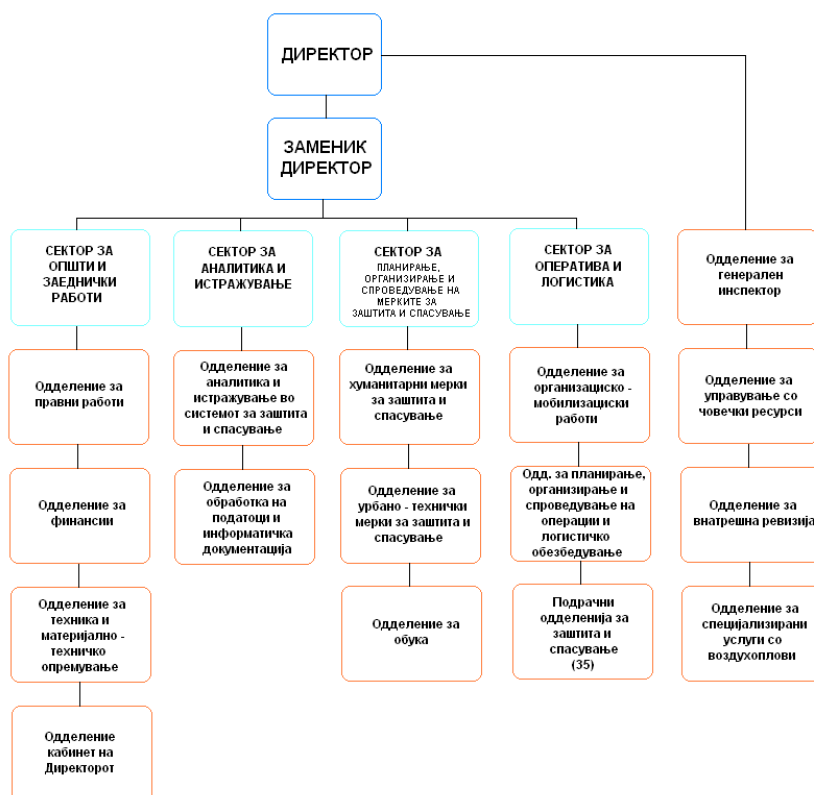 ДИРЕКТОР
ЗАМЕНИК
ДИРЕКТОР
СЕКТОР ЗА
ОПШТИ И
ЗАЕДНИЧКИ
РАБОТИ
СЕКТОР ЗА
АНАЛИТИКА И
ИСТРАЖУВАЊЕ
СЕКТОР ЗА
ПЛАНИРАЊЕ,
ОРГАНИЗИРАЊЕ И
СПРОВЕДУВАЊЕ НА
МЕРКИТЕ ЗА
ЗАШТИТА И СПАСУВАЊЕ
СЕКТОР ЗА
ОПЕРАТИВА И
ЛОГИСТИКА
Одделение за
генерален
инспектор
Одделение за
правни работи
Одделение за
аналитика и
истражување во
системот за заштита
и спасување
Одделение за
хуманитарни мерки
за заштита и
спасување
Одделение за
организациско -
мобилизациски
работи
Одделение за
управување со
човечки ресурси
Одделение за
финансии
Одделение за
обработка на
податоци и
информатичка
документација
Одделение за
урбано - технички
мерки за заштита и
спасување
Одд. за планирање,
организирање и
спроведување на
операции и
логистичко
обезбедување
Одделение за
внатрешна ревизија
Одделение за
техника и
материјално -
техничко
опремување
Одделение за
обука
Подрачни
одделенија за
заштита и
спасување
(35)
Одделение за
специјализирани
услуги со
воздухоплови
Одделение
кабинет на
Директорот